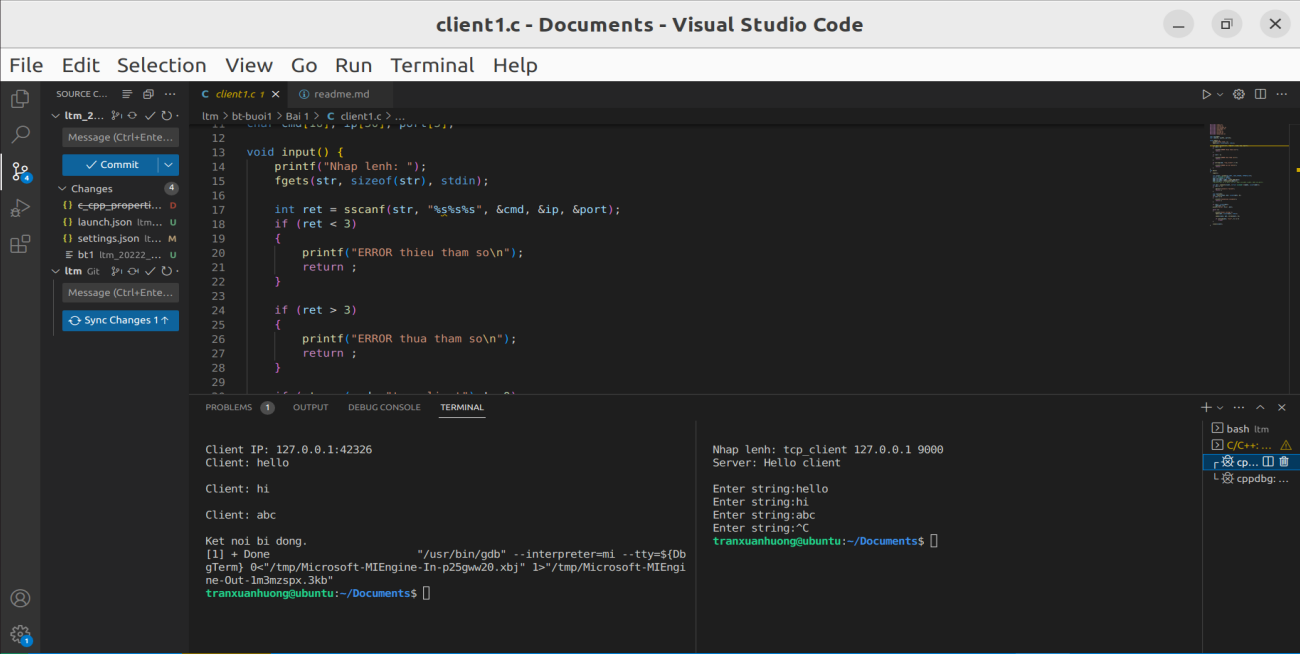 client1.c - Documents - Visual Studio Code
File Edit Selection View Go Run Terminal Help
SOURCE C...
client1.c 1
readme.md
ltm > bt-buoi1 > Bai 1 > C client1.c > ...
ltm_2...
Message (Ctrl+Ente...
Commit
Changes 4
c_cpp_properti... D
launch.json ltm... U
settings.json lt... M
bt1 ltm_20222_... U
ltm Git
Message (Ctrl+Ente...
Sync Changes 1↑
12
13 void input() {
14 printf("Nhap lenh: ");
15 fgets(str, sizeof(str), stdin);
16
17 int ret = sscanf(str, "%s%s%s", &cmd, &ip, &port);
18 if (ret < 3)
19 {
20 printf("ERROR thieu tham so\n");
21 return ;
22 }
23
24 if (ret > 3)
25 {
26 printf("ERROR thua tham so\n");
27 return ;
28 }
29
PROBLEMS 1 OUTPUT DEBUG CONSOLE TERMINAL
Client IP: 127.0.0.1:42326
Client: hello
Client: hi
Client: abc
Ket noi bi dong.
[1] + Done "/usr/bin/gdb" --interpreter=mi --tty=${Db
gTerm} 0<"/tmp/Microsoft-MIEngine-In-p25gww20.xbj" 1>"/tmp/Microsoft-MIEngi
ne-Out-1m3mzspx.3kb"
tranxuanhuong@ubuntu:~/Documents$
Nhap lenh: tcp_client 127.0.0.1 9000
Server: Hello client
Enter string:hello
Enter string:hi
Enter string:abc
Enter string:^C
tranxuanhuong@ubuntu:~/Documents$
bash ltm
C/C++: ...
cp...
cppdbg: ...
4
1